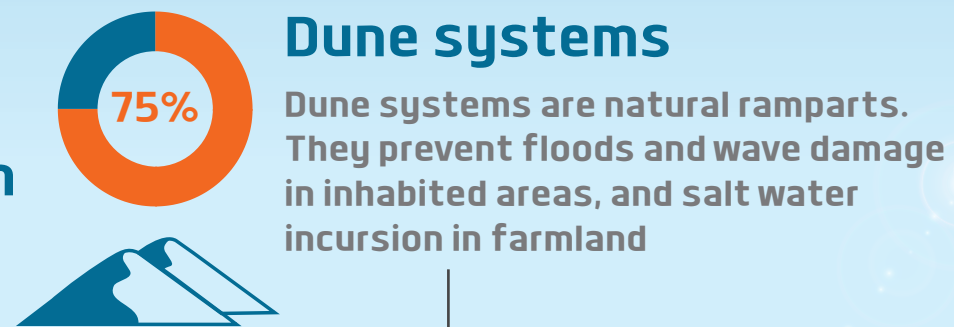 Dune systems
75%
Dune systems are natural ramparts.
They prevent floods and wave damage
in inhabited areas, and salt water
incursion in farmland